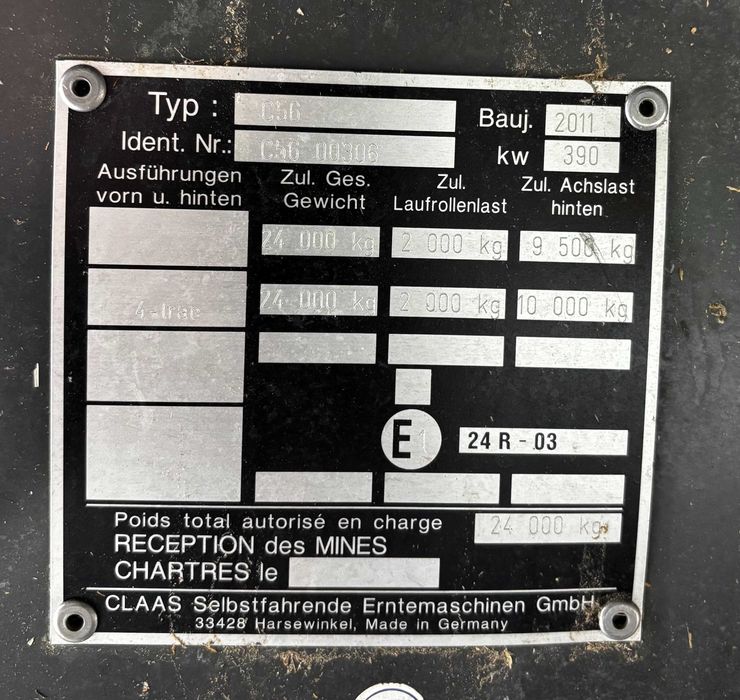 Typ : C56 Bauj. 2011
Ident. Nr.: C56 00306 kw 390
Ausführungen vorn u. hinten Zul. Ges. Gewicht Zul. Laufrollenlast Zul. Achslast hinten
24 000 kg 2 000 kg 9 500 kg
4-trac 24 000 kg 2 000 kg 10 000 kg
E1 24 R - 03
Poids total autorisé en charge 24 000 kg
RECEPTION des MINES
CHARTRES le
CLAAS Selbstfahrende Erntemaschinen GmbH
33428 Harsewinkel, Made in Germany